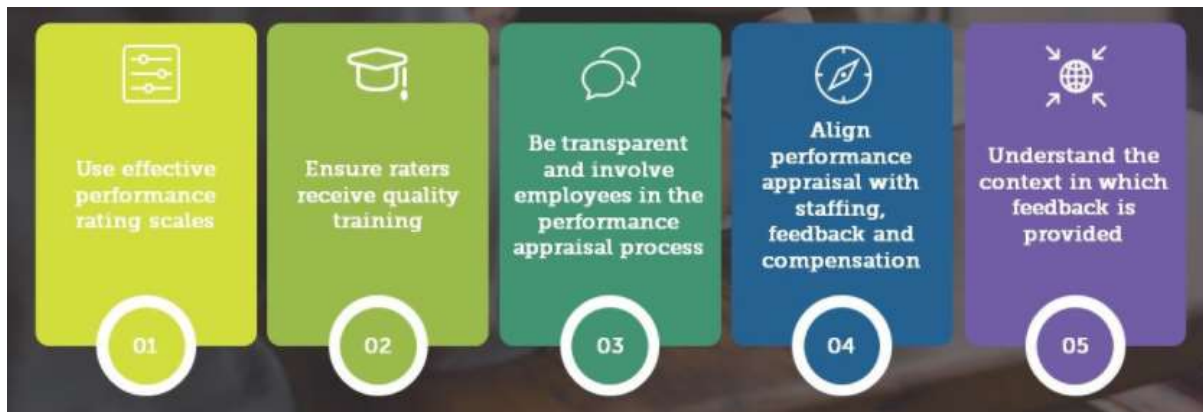 Use effective
performance
rating scales
01
Ensure raters
receive quality
training
02
Be transparent
and involve
employees in the
performance
appraisal process
03
Align
performance
appraisal with
staffing,
feedback and
compensation
04
Understand the
context in which
feedback is
provided
05